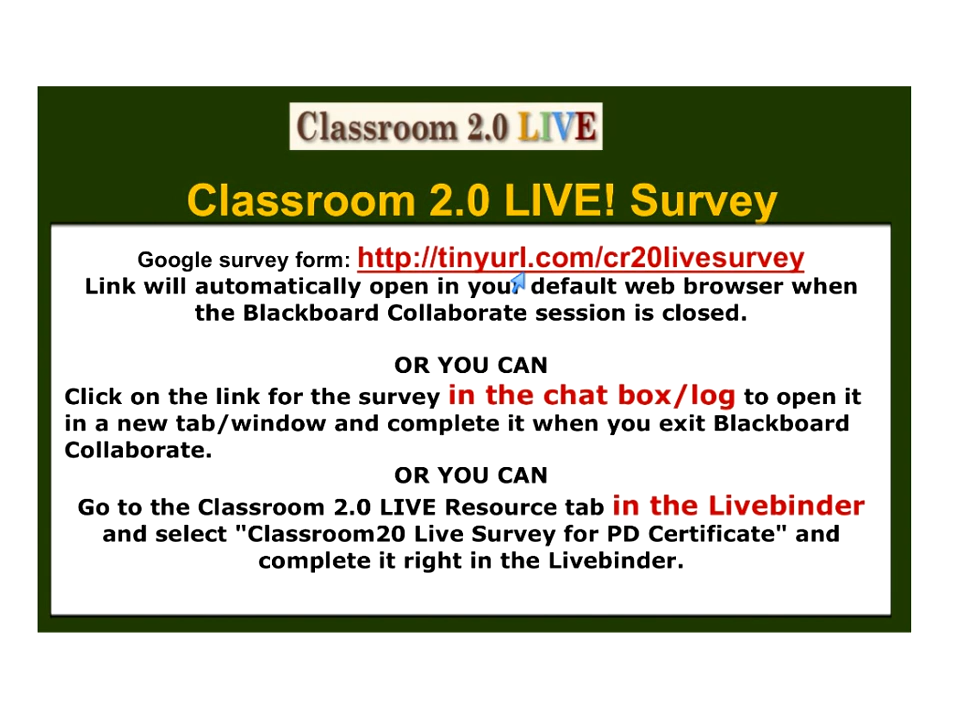 Classroom 2.0 LIVE
Classroom 2.0 LIVE! Survey
Google survey form: http://tinyurl.com/cr20livesurvey
Link will automatically open in your default web browser when
the Blackboard Collaborate session is closed.
OR YOU CAN
Click on the link for the survey in the chat box/log to open it
in a new tab/window and complete it when you exit Blackboard
Collaborate.
OR YOU CAN
Go to the Classroom 2.0 LIVE Resource tab in the Livebinder
and select "Classroom20 Live Survey for PD Certificate" and
complete it right in the Livebinder.